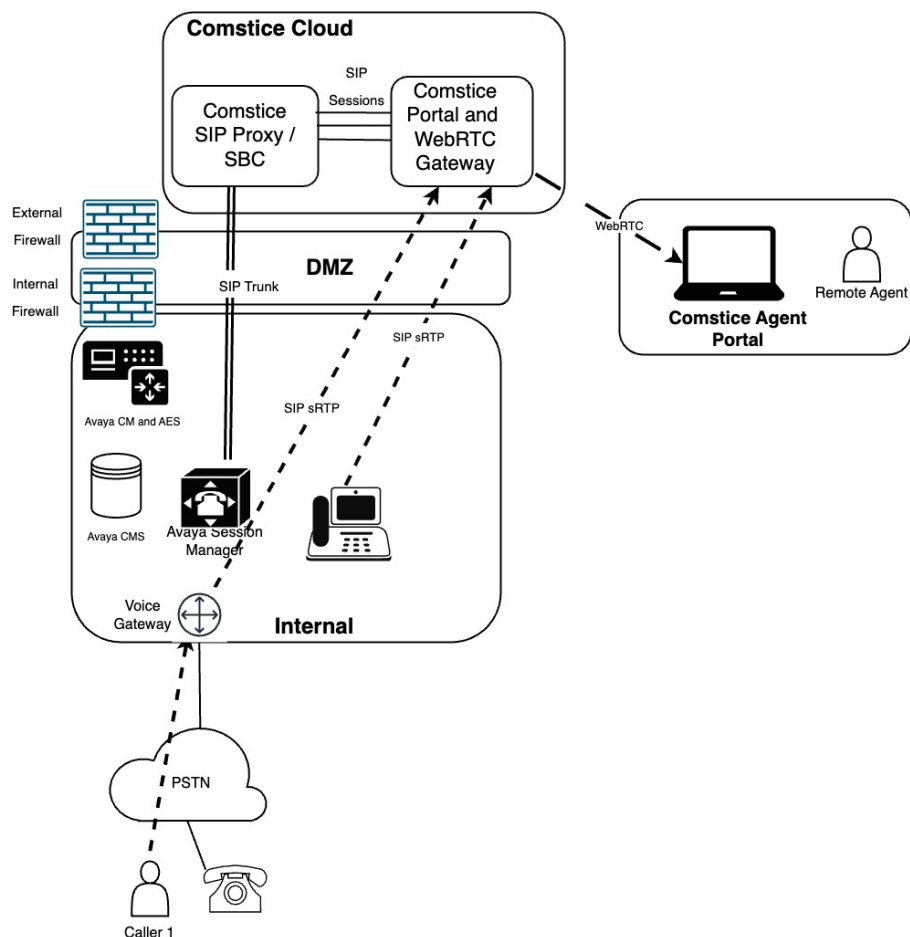 Comstice Cloud
SIP
Sessions
Comstice
SIP Proxy /
SBC
Comstice
Portal and
WebRTC
Gateway
External
Firewall
Internal
Firewall
DMZ
SIP Trunk
WebRTC
Remote Agent
Comstice Agent
Portal
SIP sRTP
SIP sRTP
Avaya CM and AES
Avaya CMS
Avaya Session
Manager
Voice
Gateway
Internal
PSTN
Caller 1